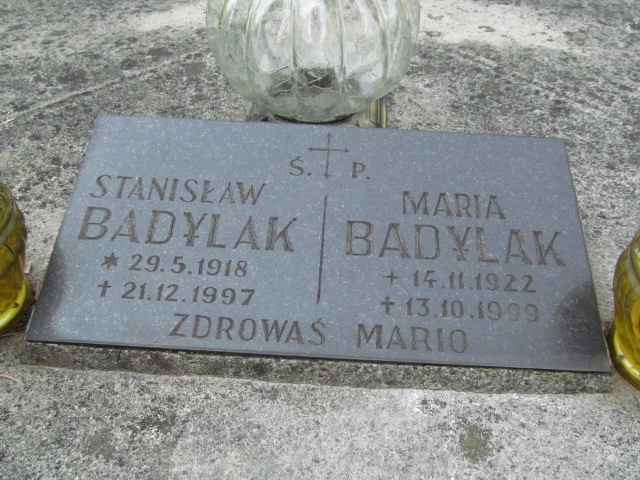 Ś. P.
STANISŁAW
BADYLAK
* 29.5.1918
† 21.12.1997
MARIA
BADYLAK
+ 14.11.1922
† 13.10.1999
ZDROWAŚ MARIO